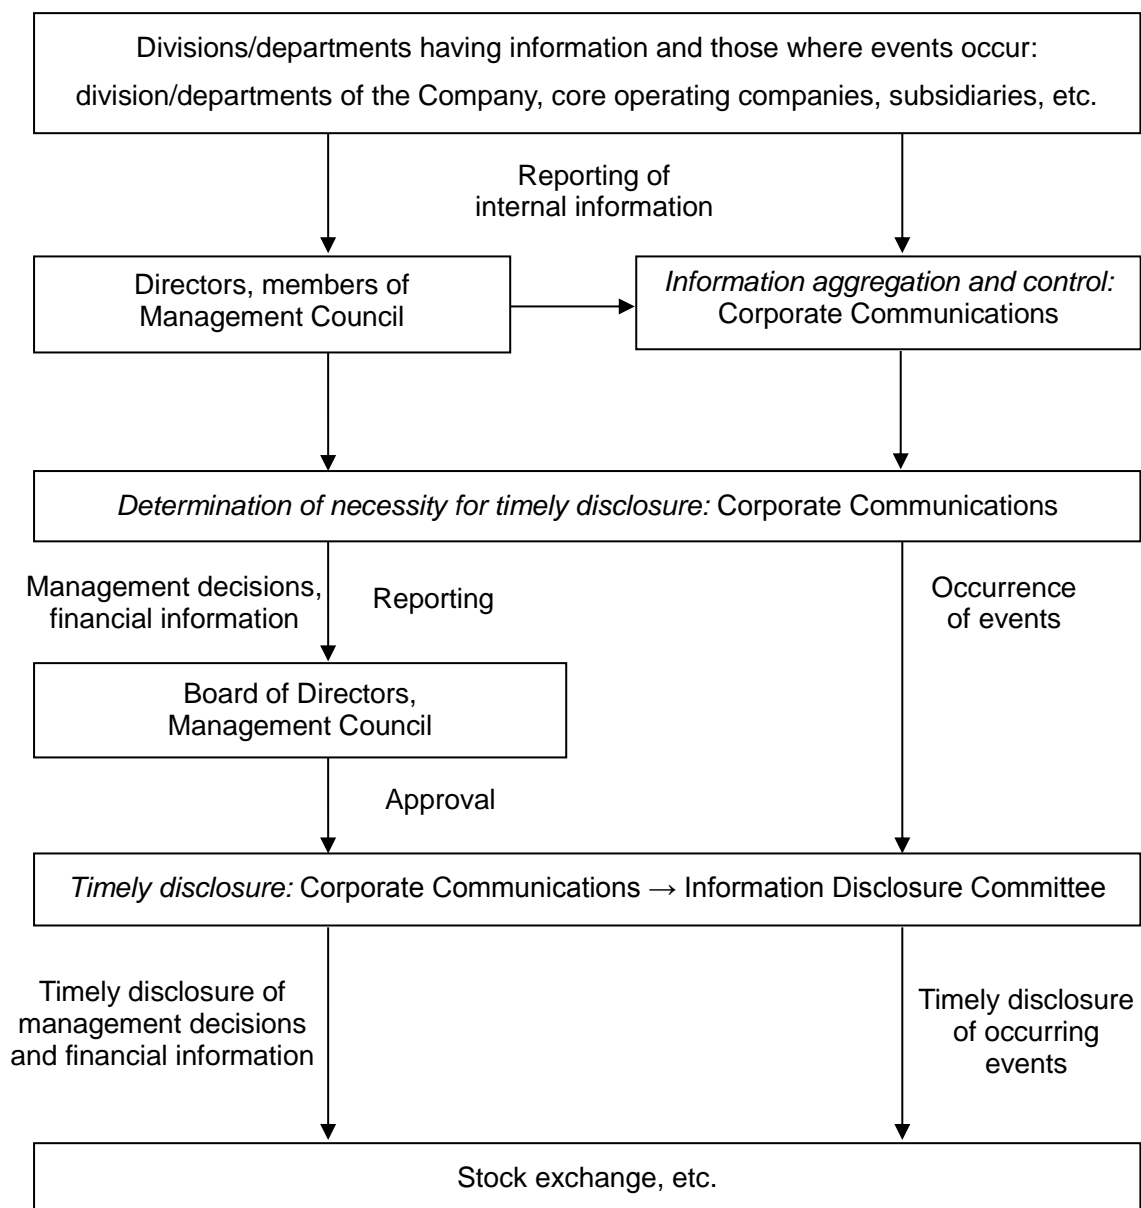 Divisions/departments having information and those where events occur:
division/departments of the Company, core operating companies, subsidiaries, etc.
Reporting of
internal information
Directors, members of
Management Council
Information aggregation and control:
Corporate Communications
Determination of necessity for timely disclosure: Corporate Communications
Management decisions,
financial information
Reporting
Occurrence
of events
Board of Directors,
Management Council
Approval
Timely disclosure: Corporate Communications → Information Disclosure Committee
Timely disclosure of
management decisions
and financial information
Timely disclosure
of occurring
events
Stock exchange, etc.